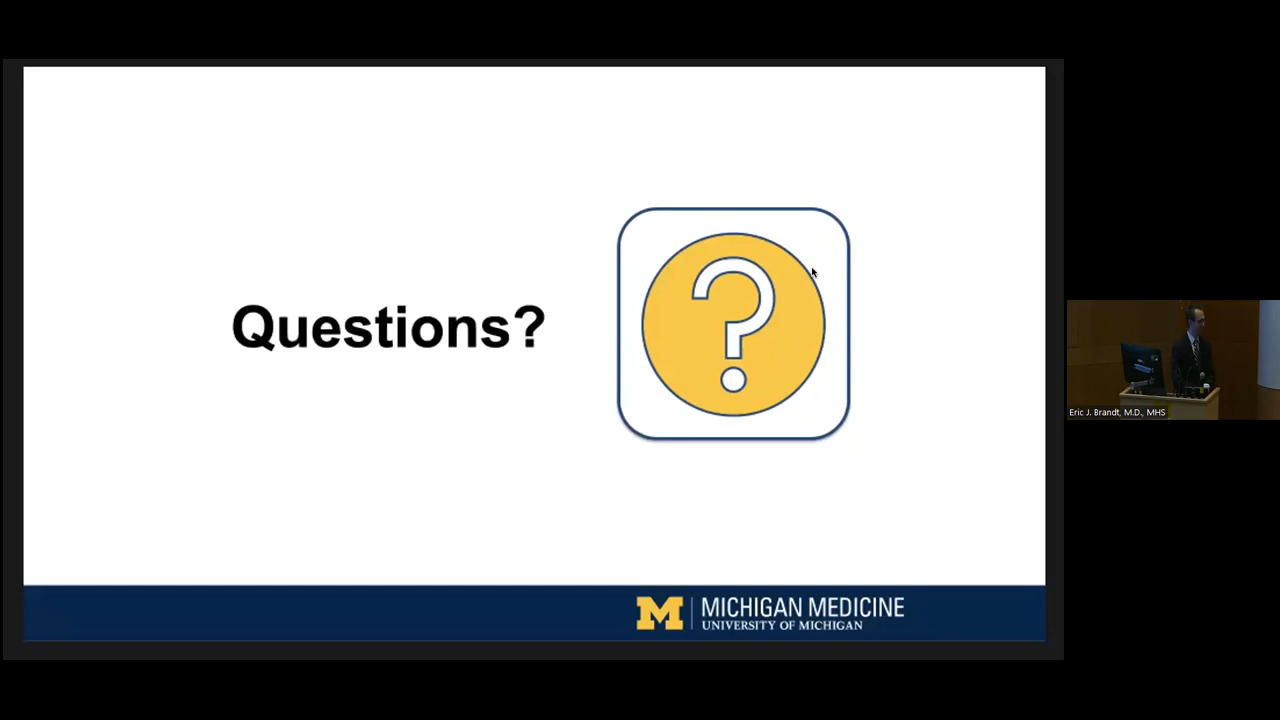 Questions?
?
M
MICHIGAN MEDICINE
UNIVERSITY OF MICHIGAN
Eric J. Brandt, M.D., MHS